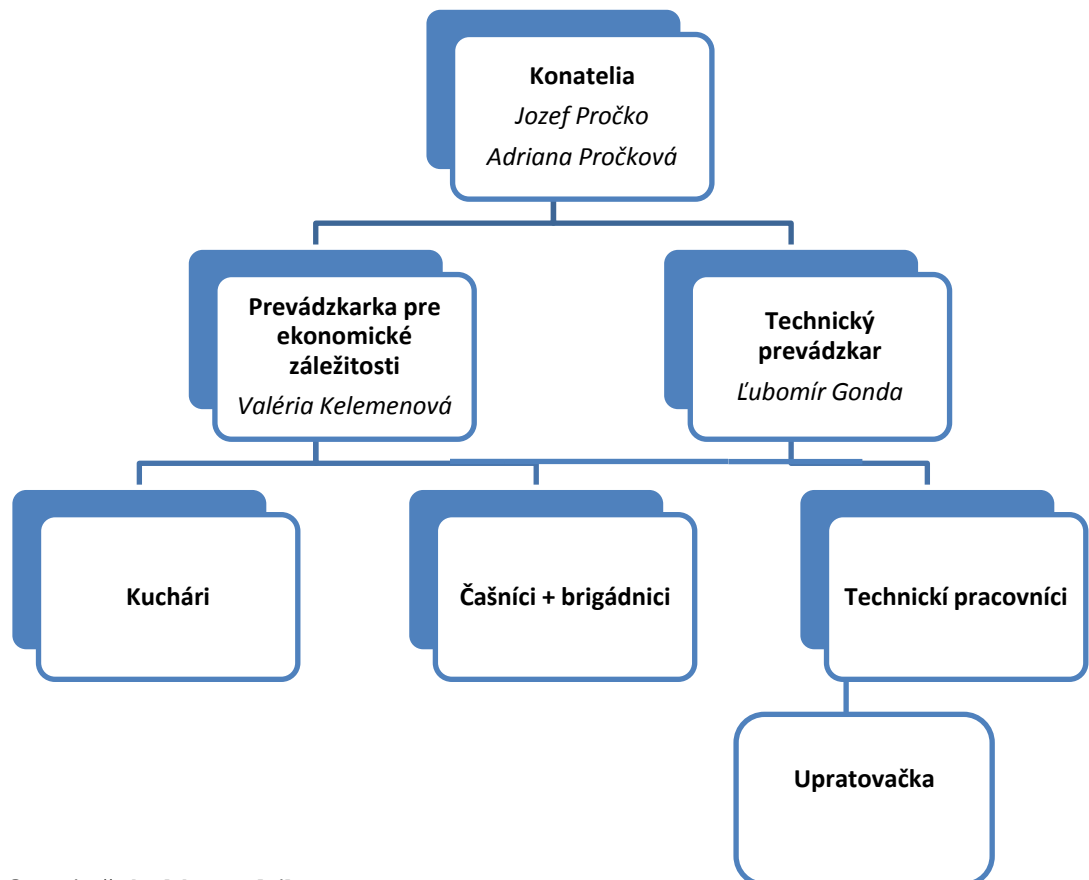 Konatelia
Jozef Pročko
Adriana Pročková
Prevádzkarka pre
ekonomické
záležitosti
Valéria Kelemenová
Technický
prevádzkar
Ľubomír Gonda
Kuchári
Čašníci + brigádnici
Technickí pracovníci
Upratovačka